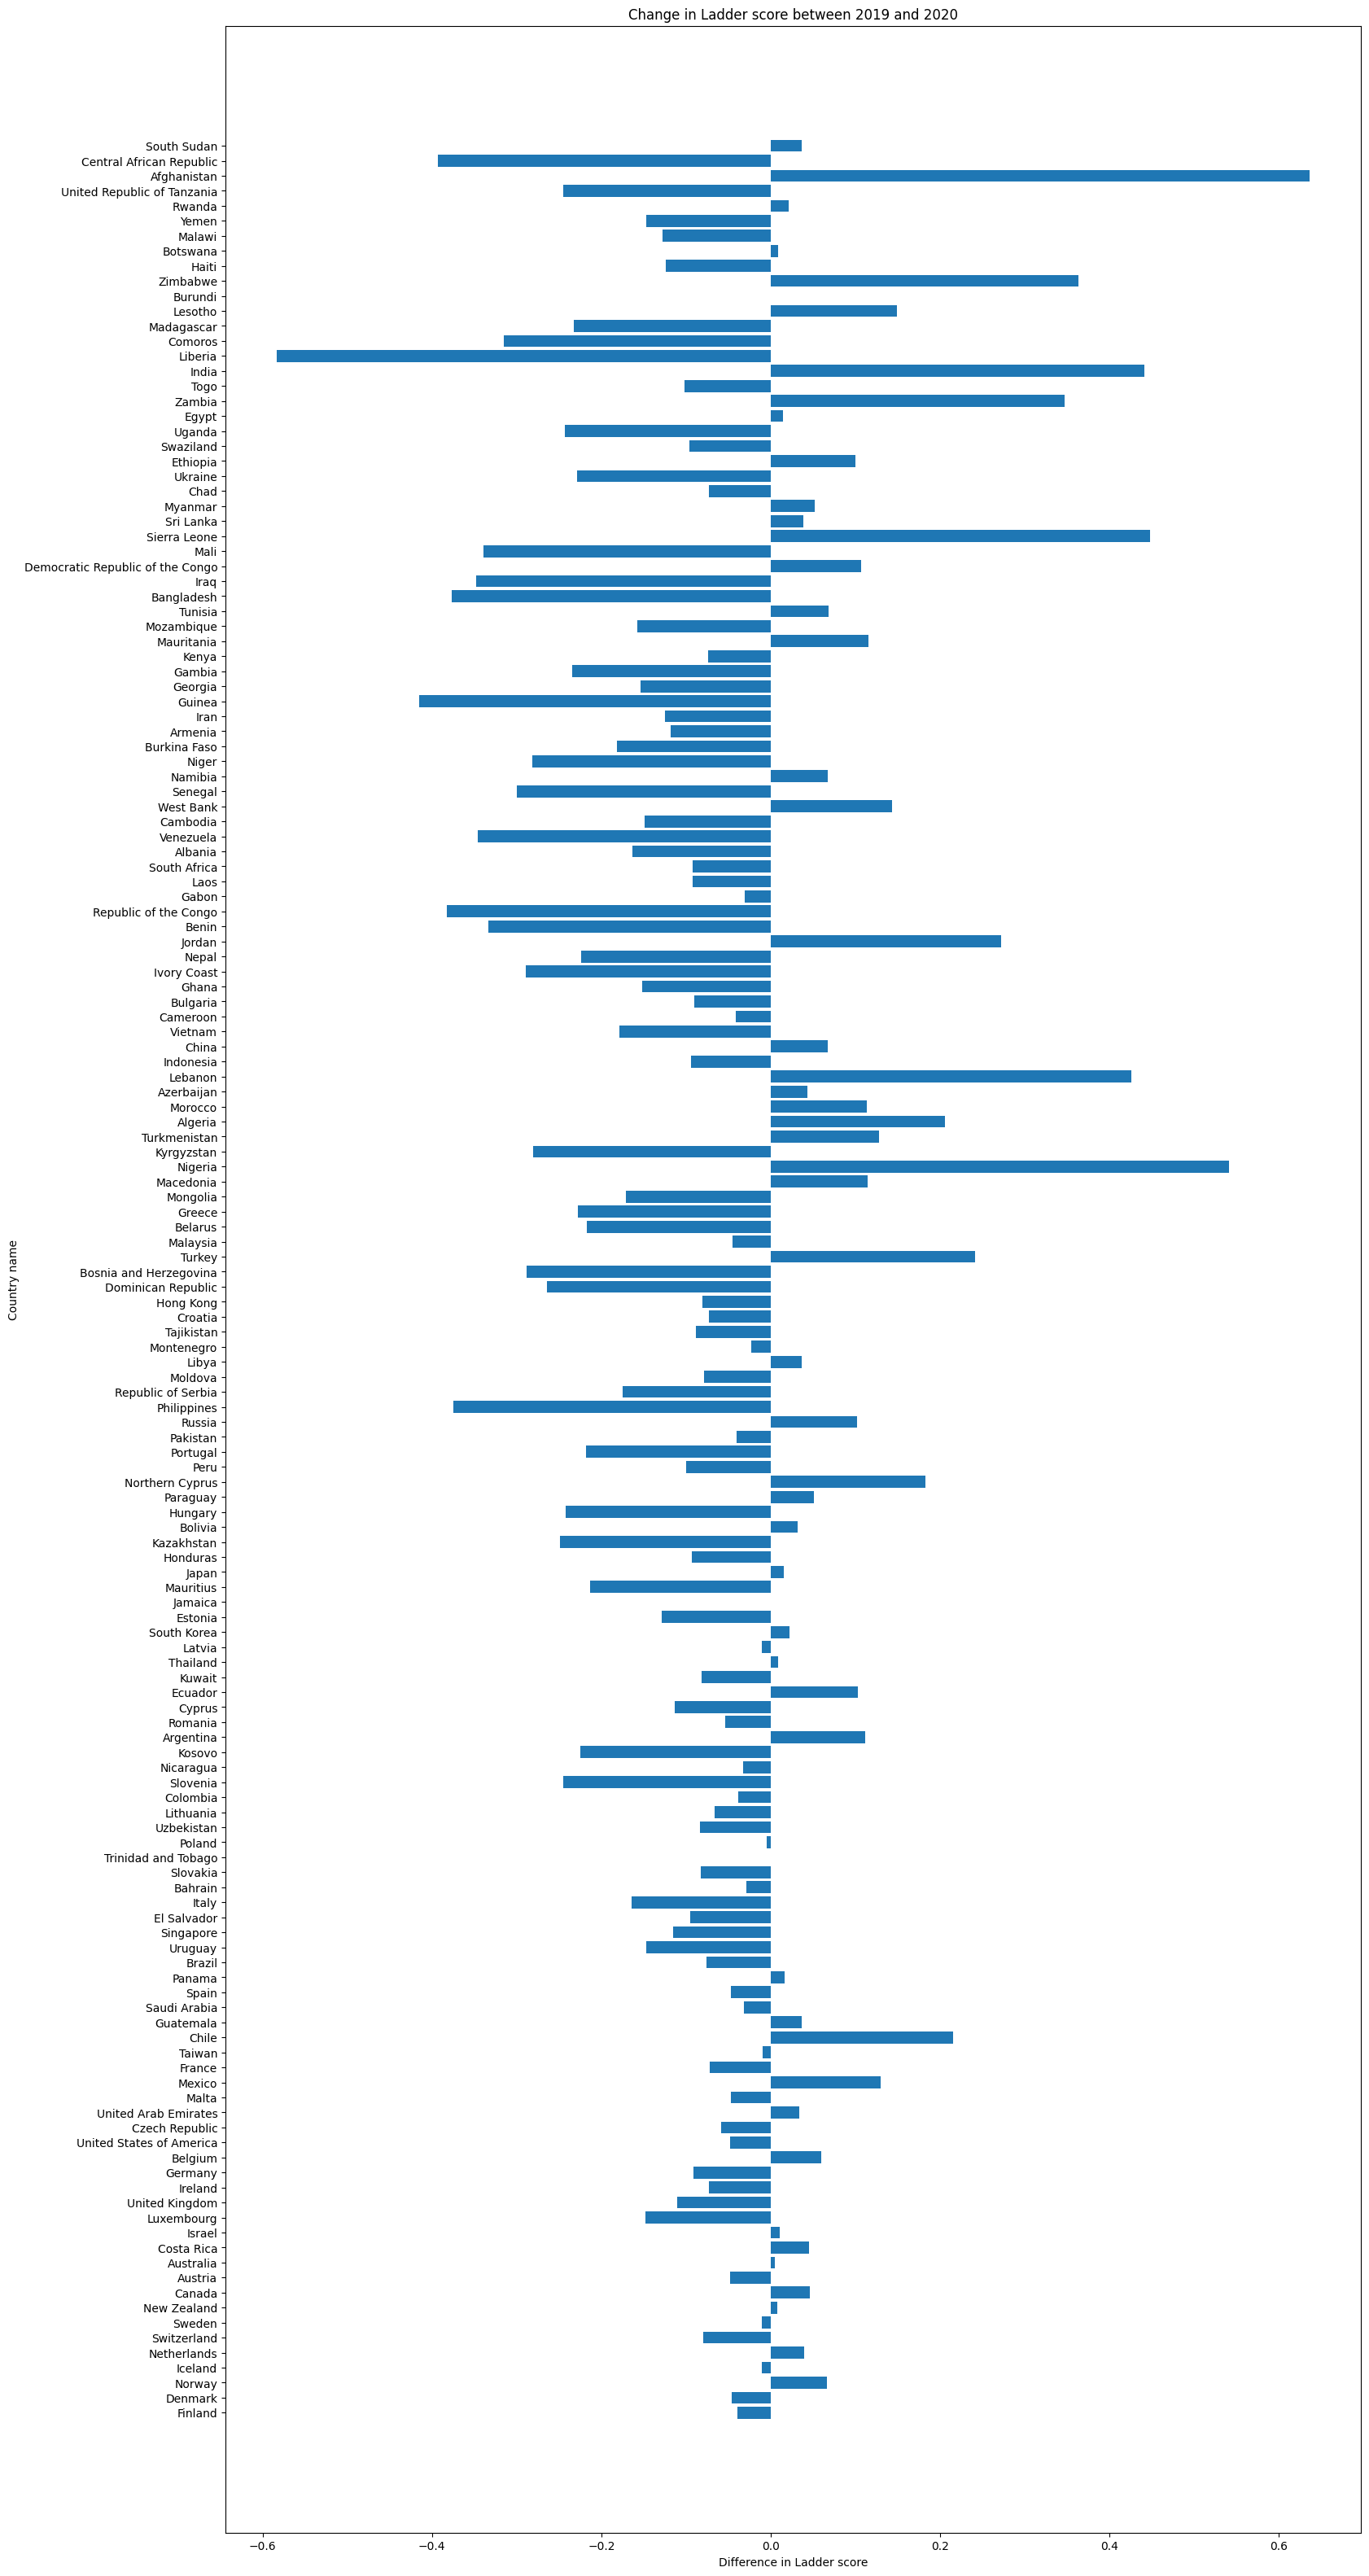 Change in Ladder score between 2019 and 2020
South Sudan
Central African Republic
Afghanistan
United Republic of Tanzania
Rwanda
Yemen
Malawi
Botswana
Haiti
Zimbabwe
Burundi
Lesotho
Madagascar
Comoros
Liberia
India
Togo
Zambia
Egypt
Uganda
Swaziland
Ethiopia
Ukraine
Chad
Myanmar
Sri Lanka
Sierra Leone
Mali
Democratic Republic of the Congo
Iraq
Bangladesh
Tunisia
Mozambique
Mauritania
Kenya
Gambia
Georgia
Guinea
Iran
Armenia
Burkina Faso
Niger
Namibia
Senegal
West Bank
Cambodia
Venezuela
Albania
South Africa
Laos
Gabon
Republic of the Congo
Benin
Jordan
Nepal
Ivory Coast
Ghana
Bulgaria
Cameroon
Vietnam
China
Indonesia
Lebanon
Azerbaijan
Morocco
Algeria
Turkmenistan
Kyrgyzstan
Nigeria
Macedonia
Mongolia
Greece
Belarus
Malaysia
Turkey
Bosnia and Herzegovina
Dominican Republic
Hong Kong
Croatia
Tajikistan
Montenegro
Libya
Moldova
Republic of Serbia
Philippines
Russia
Pakistan
Portugal
Peru
Northern Cyprus
Paraguay
Hungary
Bolivia
Kazakhstan
Honduras
Japan
Mauritius
Jamaica
Estonia
South Korea
Latvia
Thailand
Kuwait
Ecuador
Cyprus
Romania
Argentina
Kosovo
Nicaragua
Slovenia
Colombia
Lithuania
Uzbekistan
Poland
Trinidad and Tobago
Slovakia
Bahrain
Italy
El Salvador
Singapore
Uruguay
Brazil
Panama
Spain
Saudi Arabia
Guatemala
Chile
Taiwan
France
Mexico
Malta
United Arab Emirates
Czech Republic
United States of America
Belgium
Germany
Ireland
United Kingdom
Luxembourg
Israel
Costa Rica
Australia
Austria
Canada
New Zealand
Sweden
Switzerland
Netherlands
Iceland
Norway
Denmark
Finland
Country name
−0.6 −0.4 −0.2 0.0 0.2 0.4 0.6
Difference in Ladder score